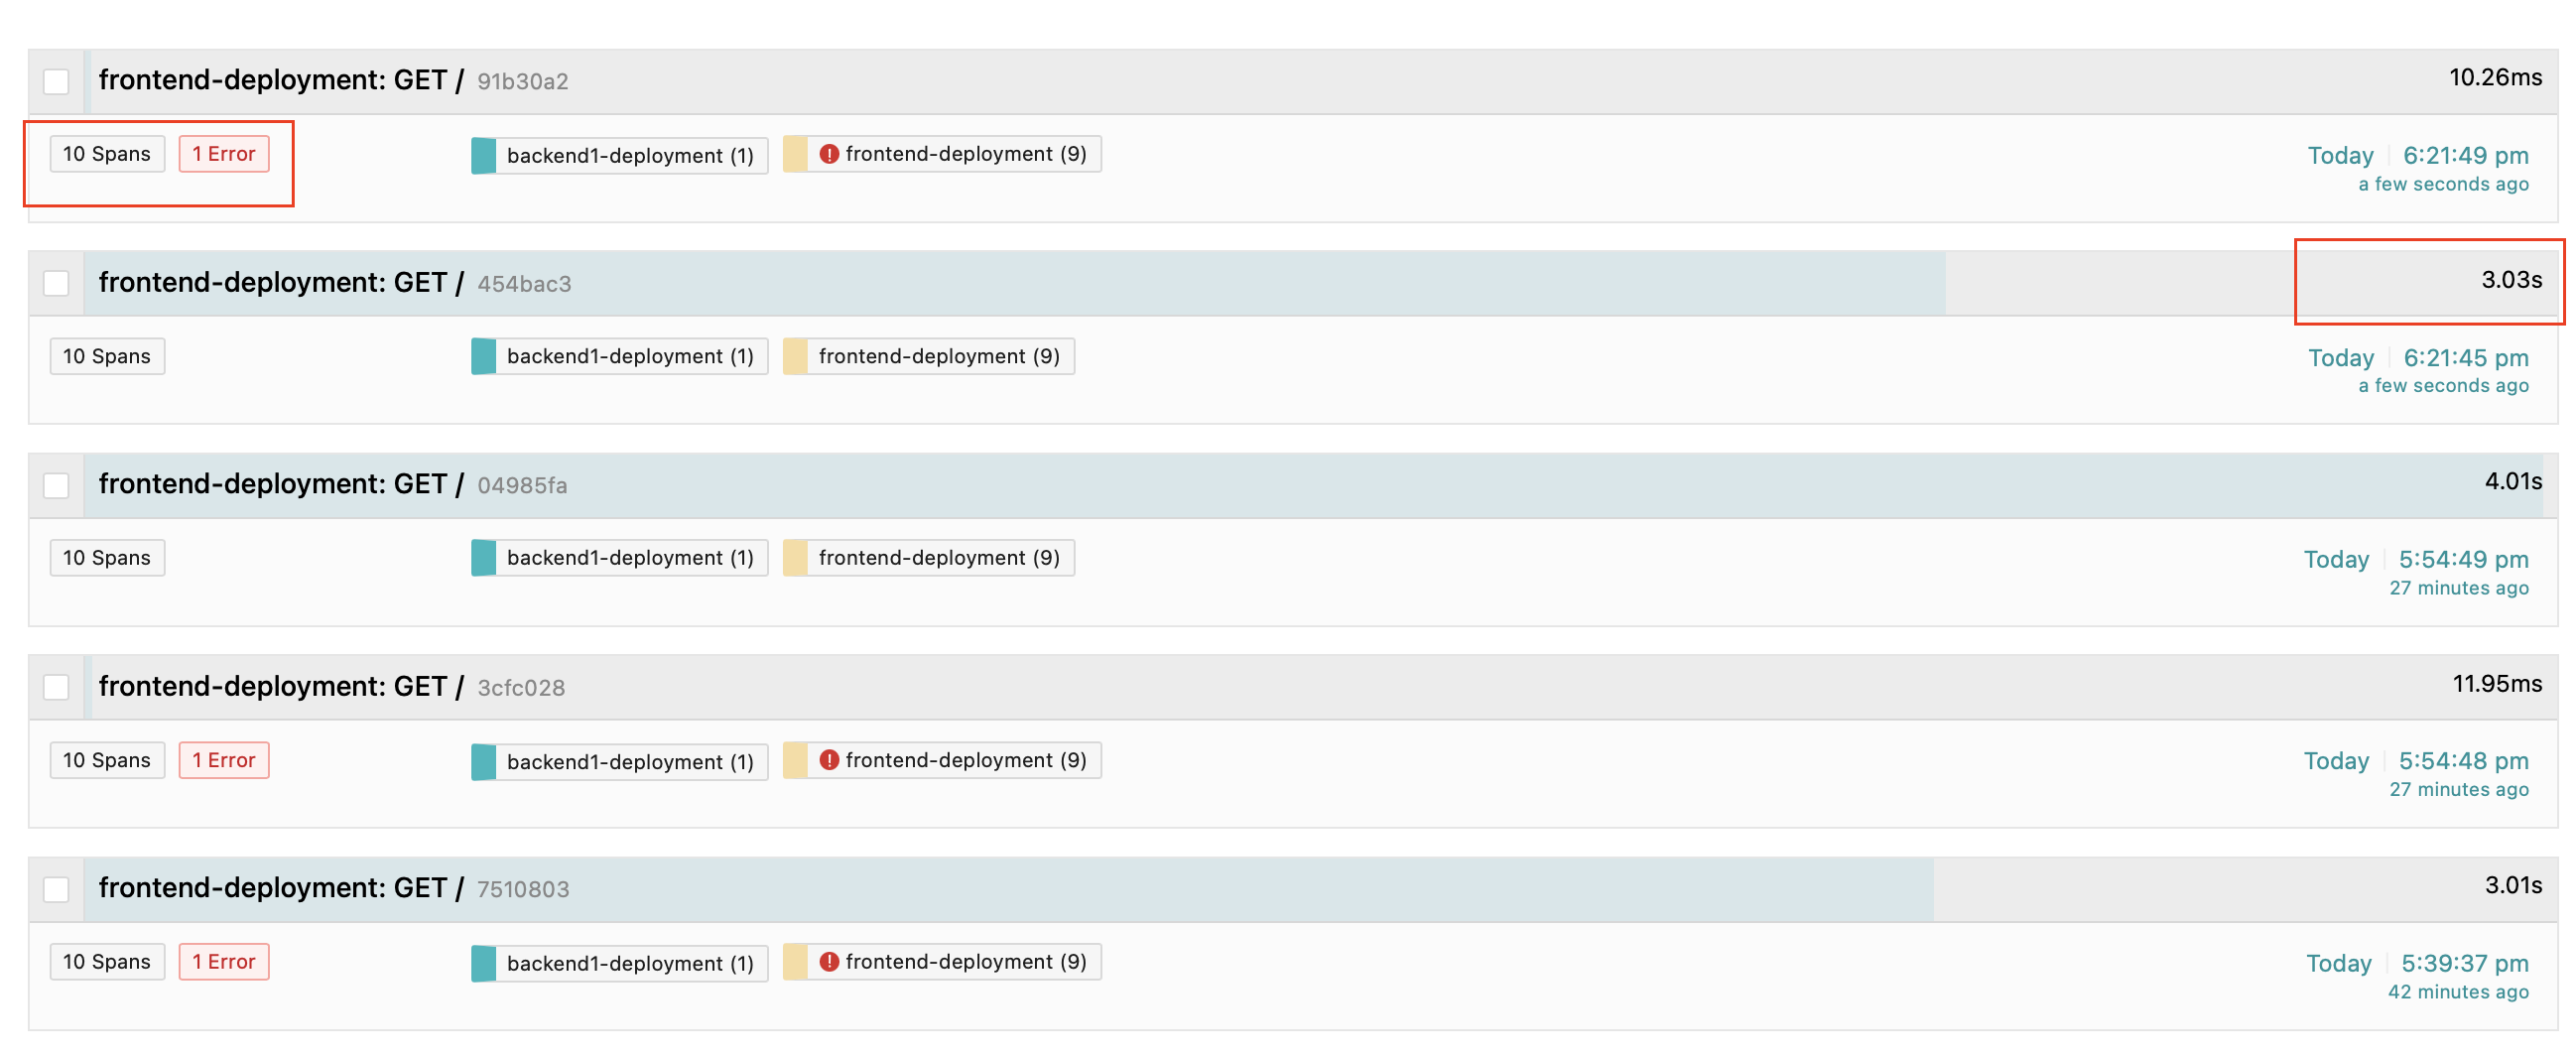 frontend-deployment: GET / 91b30a2 10.26ms
10 Spans 1 Error backend1-deployment (1) frontend-deployment (9) Today 6:21:49 pm
a few seconds ago
frontend-deployment: GET / 454bac3 3.03s
10 Spans backend1-deployment (1) frontend-deployment (9) Today 6:21:45 pm
a few seconds ago
frontend-deployment: GET / 04985fa 4.01s
10 Spans backend1-deployment (1) frontend-deployment (9) Today 5:54:49 pm
27 minutes ago
frontend-deployment: GET / 3cfc028 11.95ms
10 Spans 1 Error backend1-deployment (1) frontend-deployment (9) Today 5:54:48 pm
27 minutes ago
frontend-deployment: GET / 7510803 3.01s
10 Spans 1 Error backend1-deployment (1) frontend-deployment (9) Today 5:39:37 pm
42 minutes ago